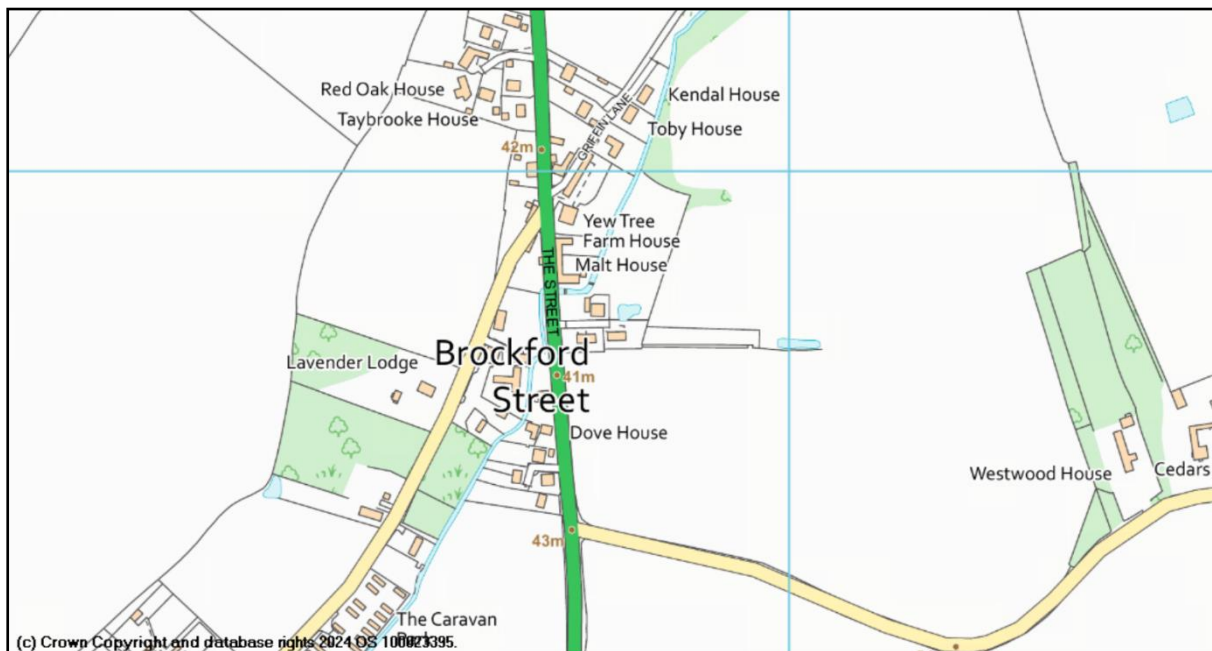 Red Oak House
Kendal House
Taybrooke House
Toby House
GRIFFIN LANE
42m
Yew Tree
Farm House
Malt House
THE STREET
Lavender Lodge
Brockford
Street
41m
Dove House
Westwood House
Cedars
43m
The Caravan
(c) Crown Copyright and database rights 2024 OS 100023395.